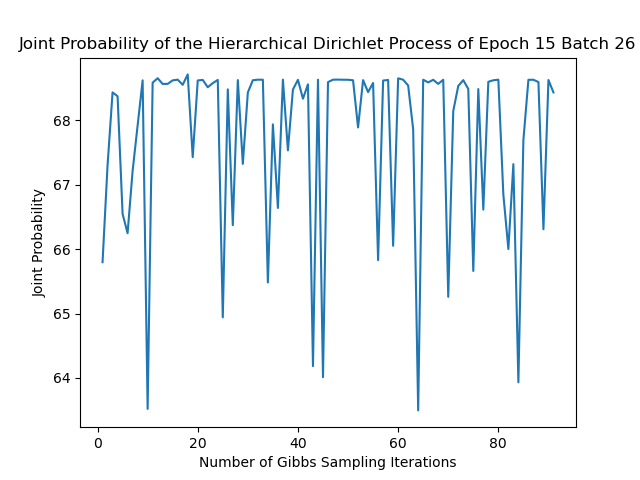 Joint Probability of the Hierarchical Dirichlet Process of Epoch 15 Batch 26
Joint Probability
68
67
66
65
64
0 20 40 60 80
Number of Gibbs Sampling Iterations